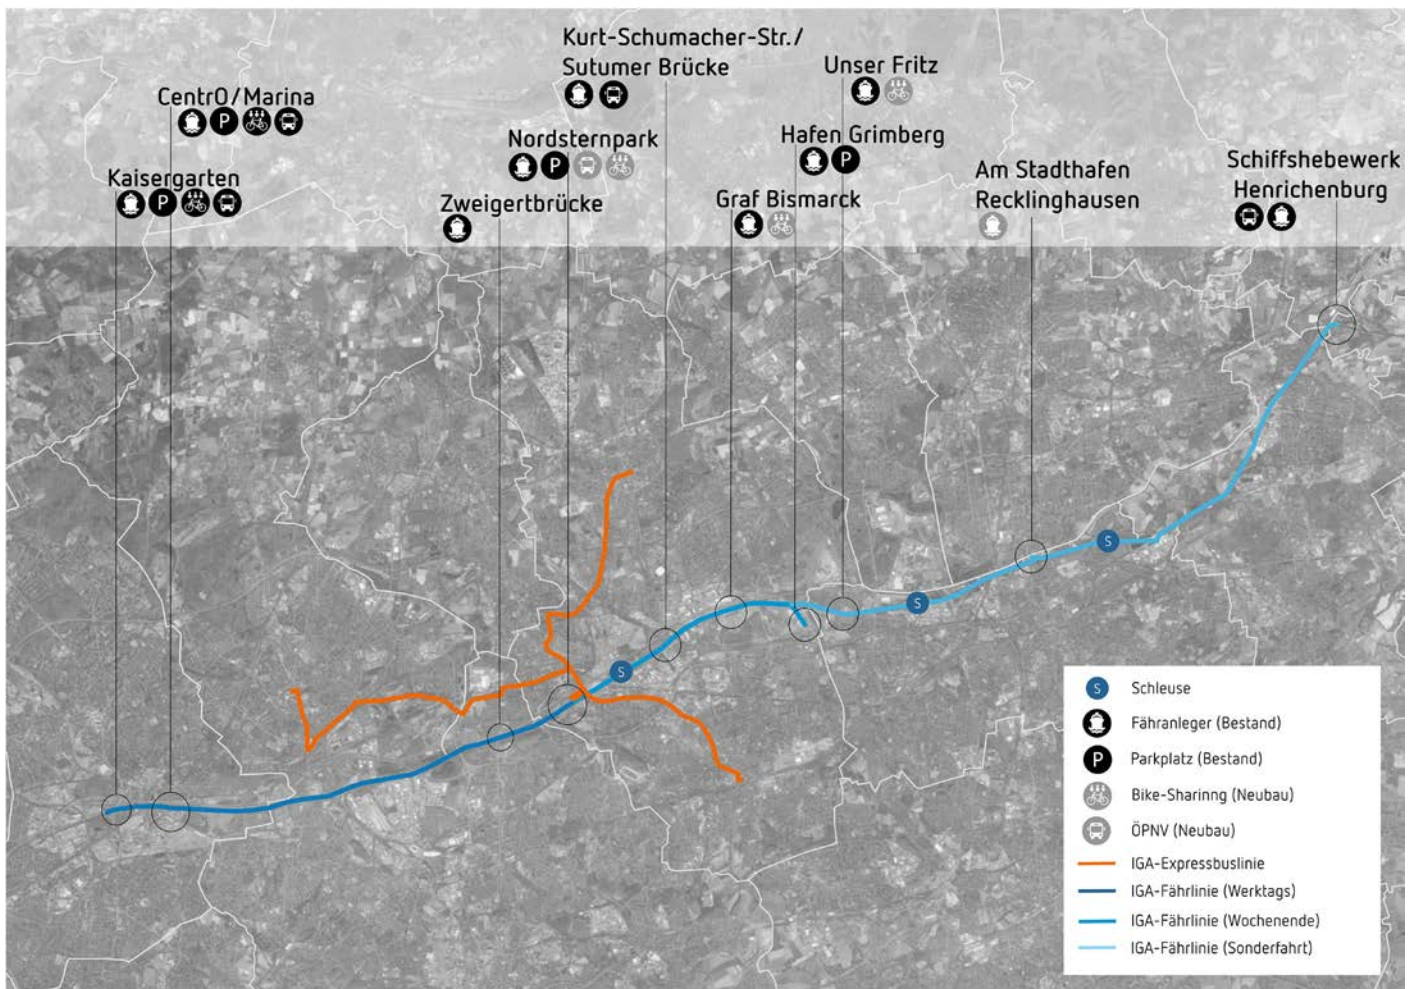 Kurt-Schumacher-Str./
Sutumer Brücke
Unser Fritz
CentrO/Marina
P
Nordsternpark
P
Hafen Grimberg
P
Kaisergarten
P
Zweigertbrücke
Graf Bismarck
Am Stadthafen
Recklinghausen
Schiffshebewerk
Henrichenburg
S
S
S
S Schleuse
Fähranleger (Bestand)
P Parkplatz (Bestand)
Bike-Sharinng (Neubau)
ÖPNV (Neubau)
IGA-Expressbuslinie
IGA-Fährlinie (Werktags)
IGA-Fährlinie (Wochenende)
IGA-Fährlinie (Sonderfahrt)